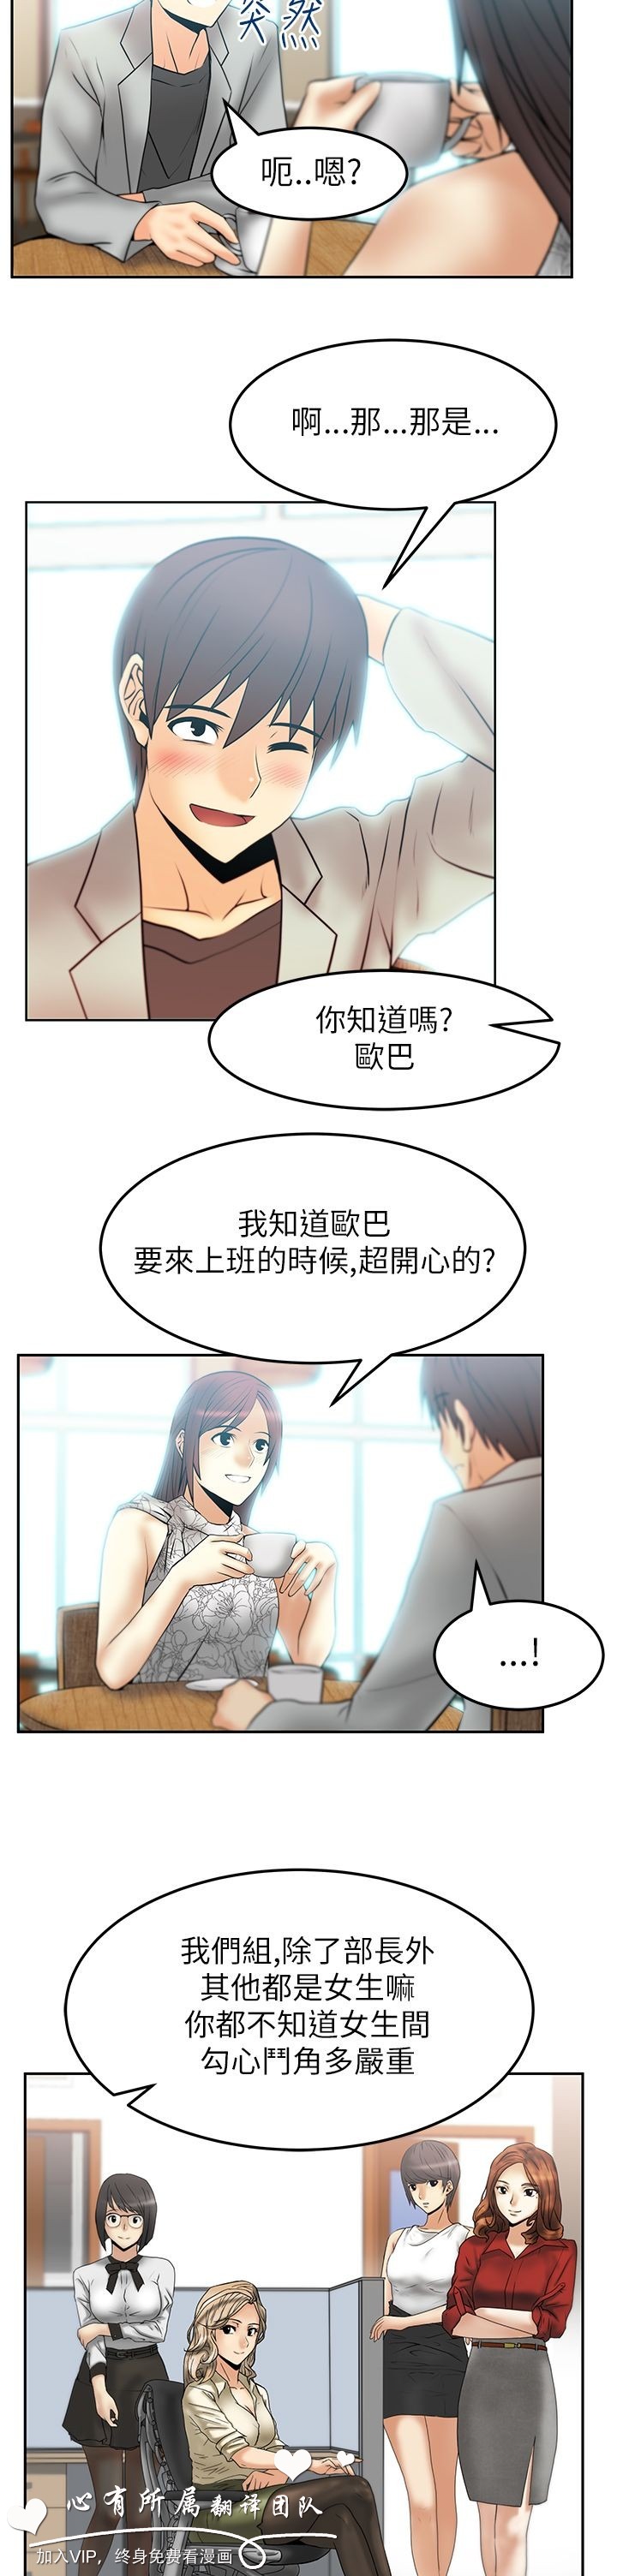 突然
呃..嗯?
啊...那...那是...
你知道嗎?
歐巴
我知道歐巴
要來上班的時候,超開心的?
...!
我們組,除了部長外
其他都是女生嘛
你都不知道女生間
勾心鬥角多嚴重
心有所属翻译团队
加入VIP，终身免费看漫画